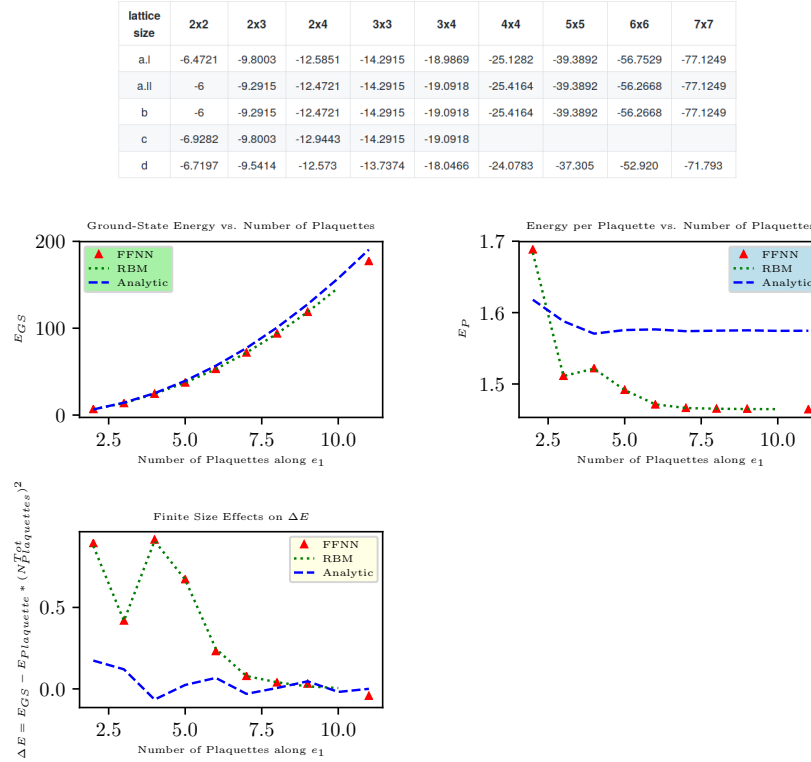 lattice size 2x2 2x3 2x4 3x3 3x4 4x4 5x5 6x6 7x7
a.I -6.4721 -9.8003 -12.5851 -14.2915 -18.9869 -25.1282 -39.3892 -56.7529 -77.1249
a.II -6 -9.2915 -12.4721 -14.2915 -19.0918 -25.4164 -39.3892 -56.2668 -77.1249
b -6 -9.2915 -12.4721 -14.2915 -19.0918 -25.4164 -39.3892 -56.2668 -77.1249
c -6.9282 -9.8003 -12.9443 -14.2915 -19.0918
d -6.7197 -9.5414 -12.573 -13.7374 -18.0466 -24.0783 -37.305 -52.920 -71.793
Ground-State Energy vs. Number of Plaquettes
200
100
0
E_{GS}
FFNN
RBM
Analytic
2.5 5.0 7.5 10.0
Number of Plaquettes along e_1
Energy per Plaquette vs. Number of Plaquettes
1.7
1.6
1.5
E_P
FFNN
RBM
Analytic
2.5 5.0 7.5 10.0
Number of Plaquettes along e_1
Finite Size Effects on ΔE
0.5
0.0
ΔE = E_{GS} − E_{Plaquette} * (N_{Plaquettes}^{Tot})^2
FFNN
RBM
Analytic
2.5 5.0 7.5 10.0
Number of Plaquettes along e_1